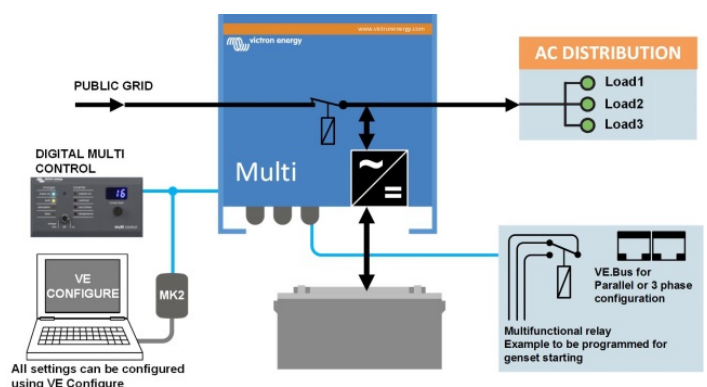 www.victronenergy.com
victron energy
AC DISTRIBUTION
Load1
Load2
Load3
PUBLIC GRID
DIGITAL MULTI
CONTROL
16
multi control
Multi
VE
CONFIGURE
MK2
All settings can be configured
using VE Configure
VE.Bus for
Parallel or 3 phase
configuration
Multifunctional relay
Example to be programmed for
genset starting